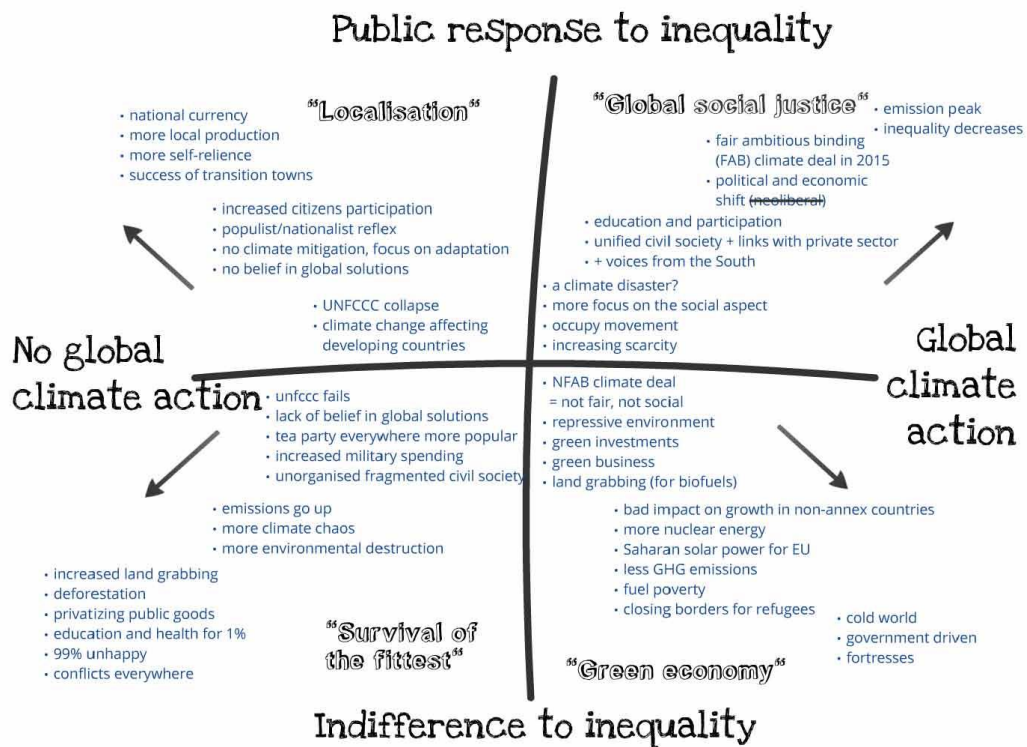 Public response to inequality
"Localisation"
• national currency
• more local production
• more self-relience
• success of transition towns
• increased citizens participation
• populist/nationalist reflex
• no climate mitigation, focus on adaptation
• no belief in global solutions
• UNFCCC collapse
• climate change affecting
developing countries
"Global social justice"
• emission peak
• inequality decreases
• fair ambitious binding
(FAB) climate deal in 2015
• political and economic
shift (neoliberal)
• education and participation
• unified civil society + links with private sector
• + voices from the South
• a climate disaster?
• more focus on the social aspect
• occupy movement
• increasing scarcity
No global
climate action
Global
climate
action
• unfccc fails
• lack of belief in global solutions
• tea party everywhere more popular
• increased military spending
• unorganised fragmented civil society
• emissions go up
• more climate chaos
• more environmental destruction
• increased land grabbing
• deforestation
• privatizing public goods
• education and health for 1%
• 99% unhappy
• conflicts everywhere
"Survival of
the fittest"
• NFAB climate deal
= not fair, not social
• repressive environment
• green investments
• green business
• land grabbing (for biofuels)
• bad impact on growth in non-annex countries
• more nuclear energy
• Saharan solar power for EU
• less GHG emissions
• fuel poverty
• closing borders for refugees
• cold world
• government driven
• fortresses
"Green economy"
Indifference to inequality